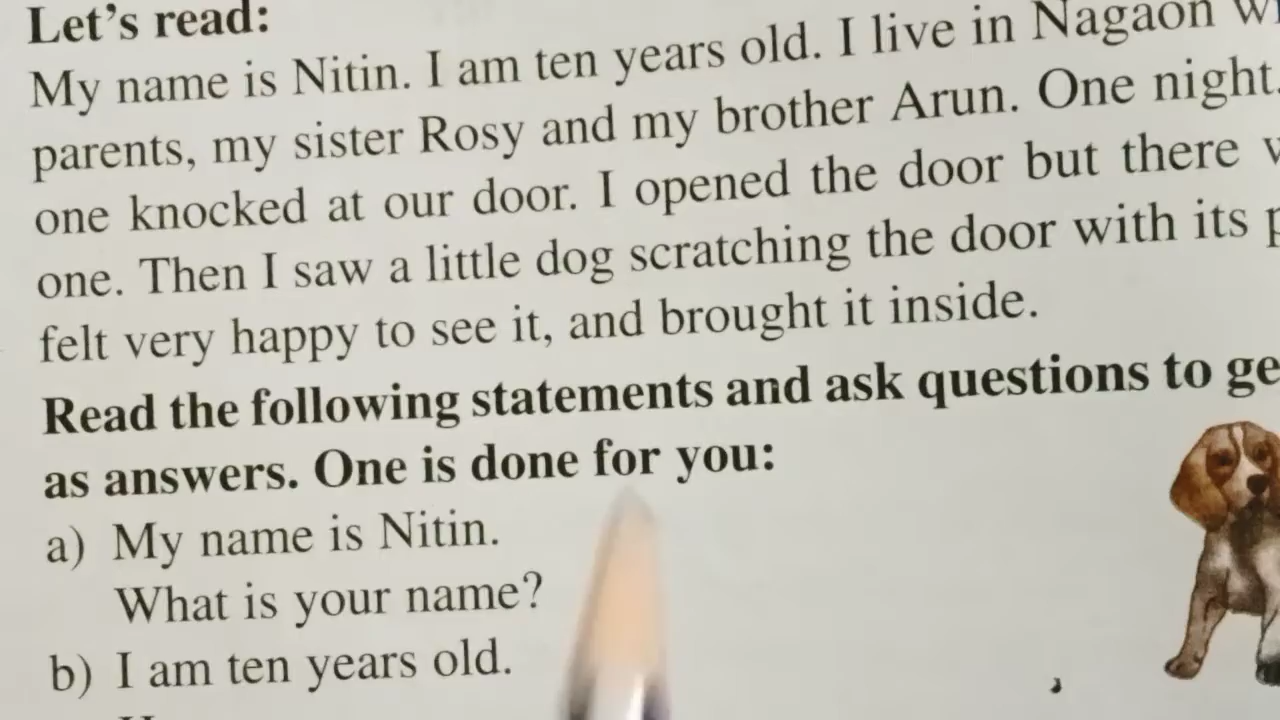 Let's read:
My name is Nitin. I am ten years old. I live in Nagaon
parents, my sister Rosy and my brother Arun. One night
one knocked at our door. I opened the door but there
one. Then I saw a little dog scratching the door with its
felt very happy to see it, and brought it inside.
Read the following statements and ask questions to
as answers. One is done for you:
a) My name is Nitin.
What is your name?
b) I am ten years old.